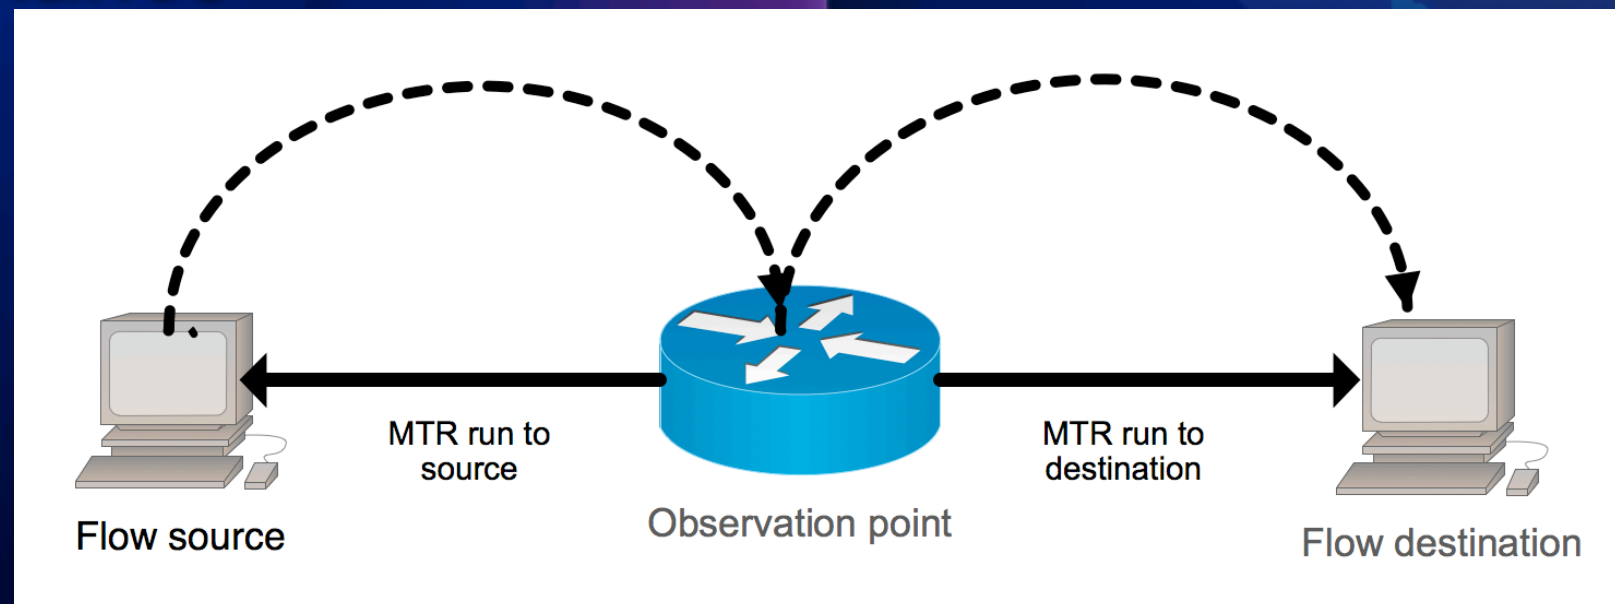 MTR run to
source
MTR run to
destination
Flow source
Observation point
Flow destination